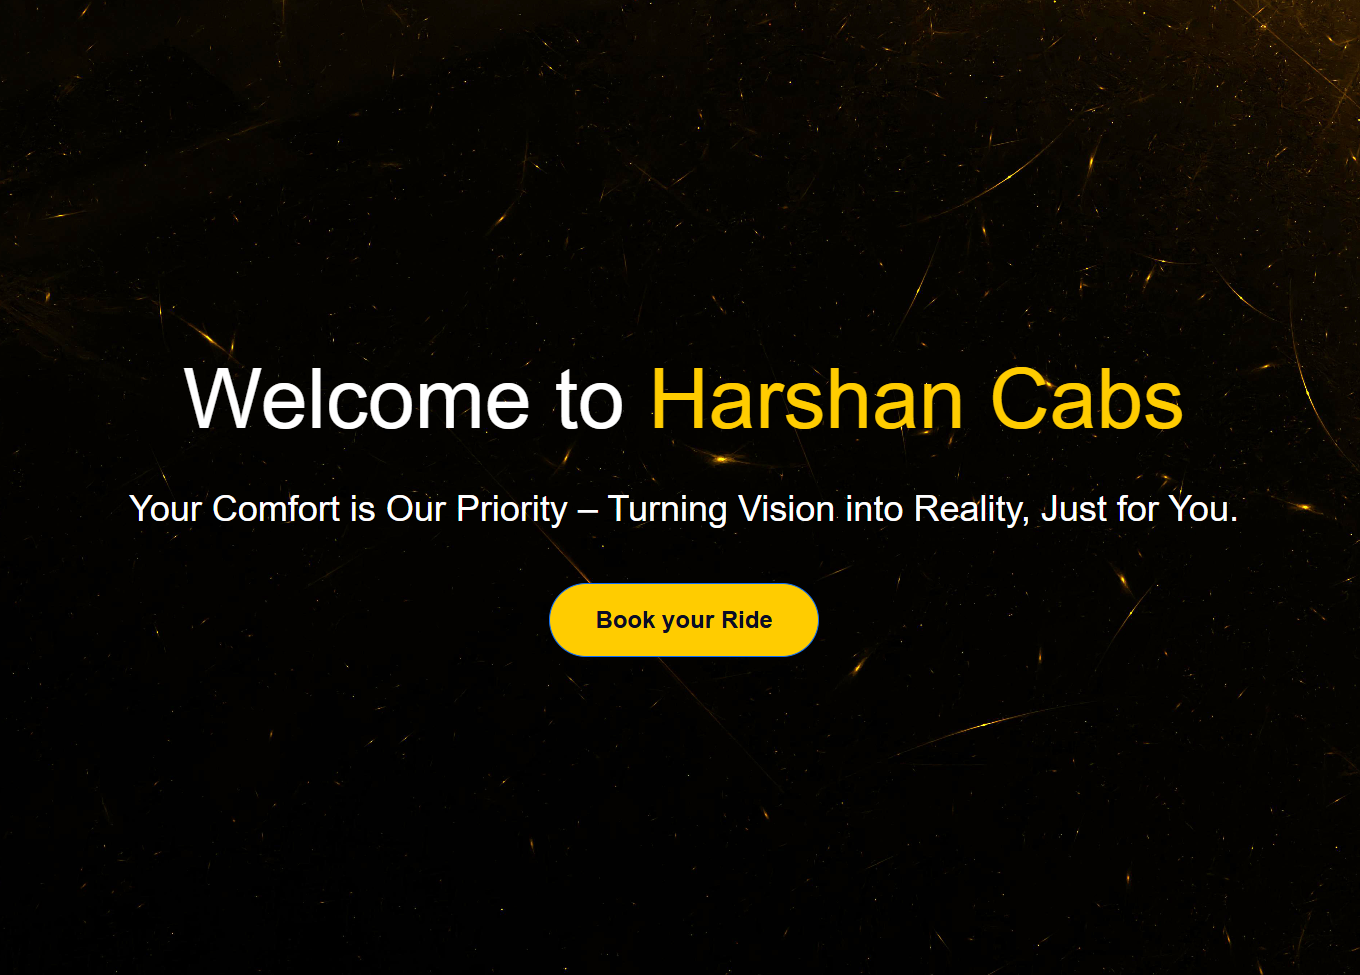 Welcome to Harshan Cabs
Your Comfort is Our Priority – Turning Vision into Reality, Just for You.
Book your Ride